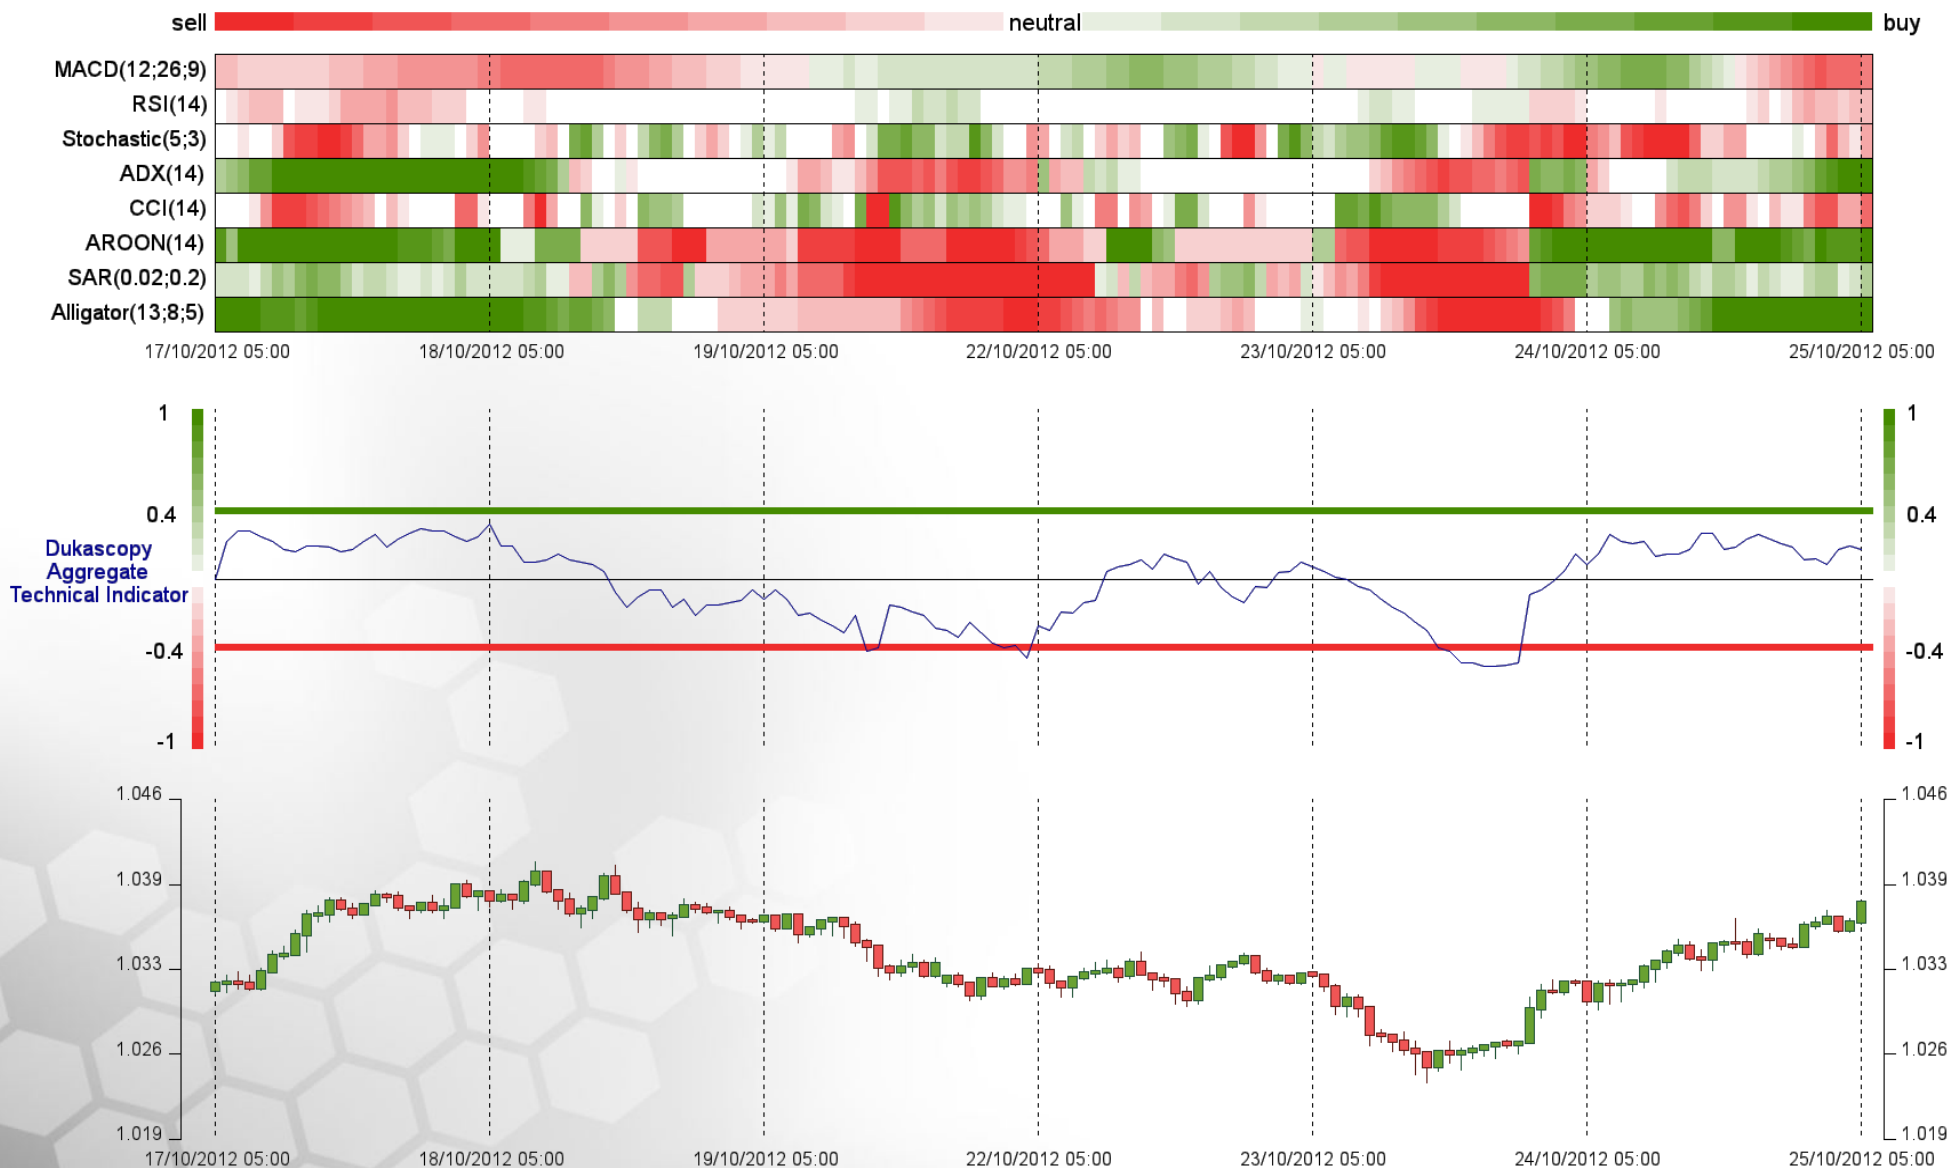 sell neutral buy
MACD(12;26;9)
RSI(14)
Stochastic(5;3)
ADX(14)
CCI(14)
AROON(14)
SAR(0.02;0.2)
Alligator(13;8;5)
17/10/2012 05:00 18/10/2012 05:00 19/10/2012 05:00 22/10/2012 05:00 23/10/2012 05:00 24/10/2012 05:00 25/10/2012 05:00
1 1
0.4 0.4
Dukascopy
Aggregate
Technical Indicator
-0.4 -0.4
-1 -1
1.046 1.046
1.039 1.039
1.033 1.033
1.026 1.026
1.019 1.019
17/10/2012 05:00 18/10/2012 05:00 19/10/2012 05:00 22/10/2012 05:00 23/10/2012 05:00 24/10/2012 05:00 25/10/2012 05:00